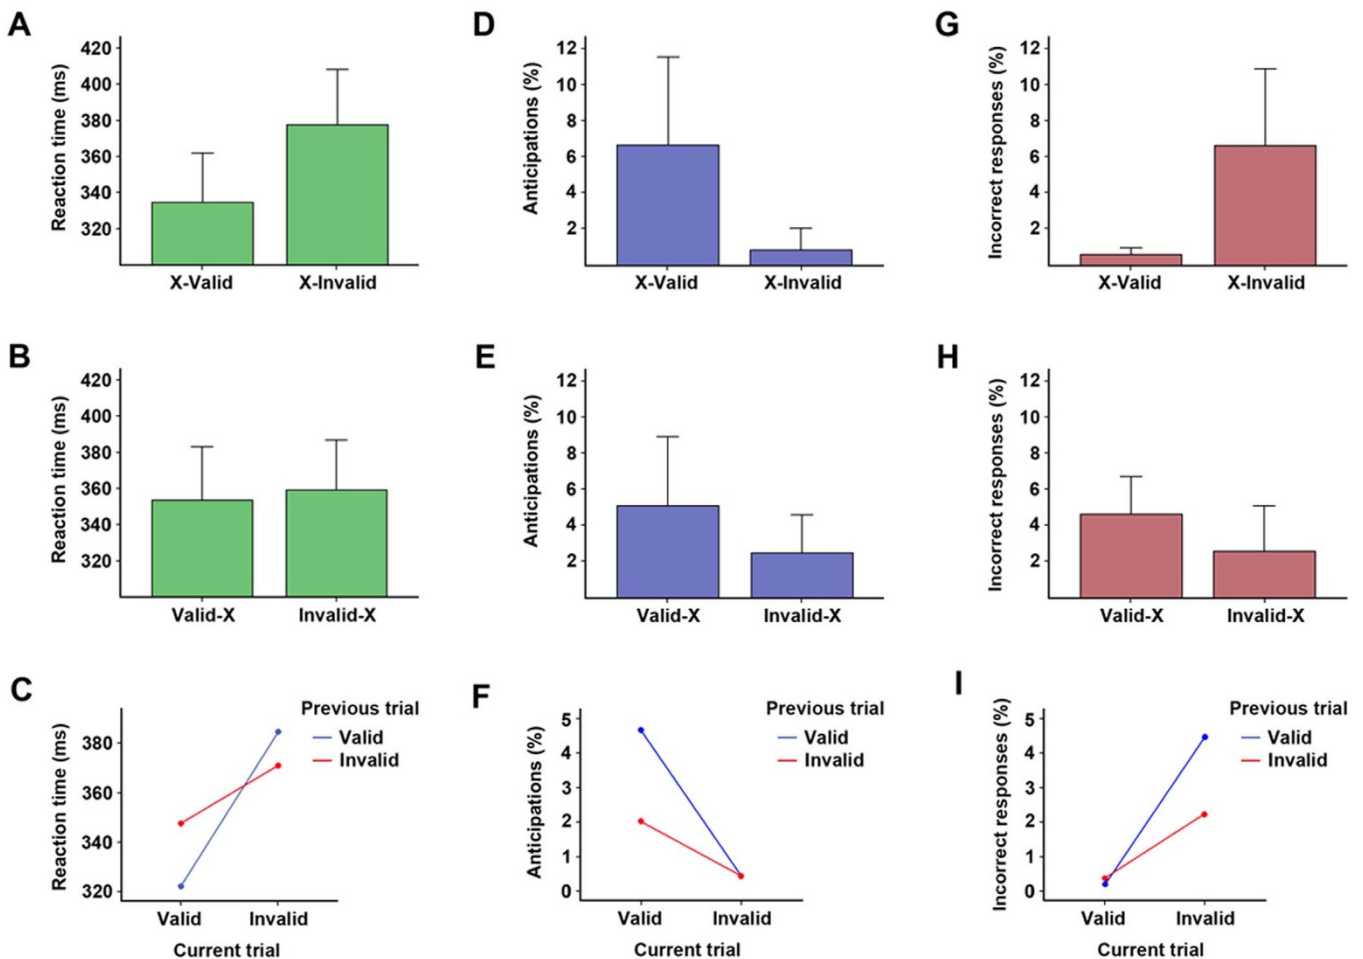 A
Reaction time (ms)
420
400
380
360
340
320
X-Valid X-Invalid
D
Anticipations (%)
12
10
8
6
4
2
X-Valid X-Invalid
G
Incorrect responses (%)
12
10
8
6
4
2
X-Valid X-Invalid
B
Reaction time (ms)
420
400
380
360
340
320
Valid-X Invalid-X
E
Anticipations (%)
12
10
8
6
4
2
Valid-X Invalid-X
H
Incorrect responses (%)
12
10
8
6
4
2
Valid-X Invalid-X
C
Reaction time (ms)
380
360
340
320
Previous trial
Valid
Invalid
Valid Invalid
Current trial
F
Anticipations (%)
5
4
3
2
1
0
Previous trial
Valid
Invalid
Valid Invalid
Current trial
I
Incorrect responses (%)
5
4
3
2
1
0
Previous trial
Valid
Invalid
Valid Invalid
Current trial